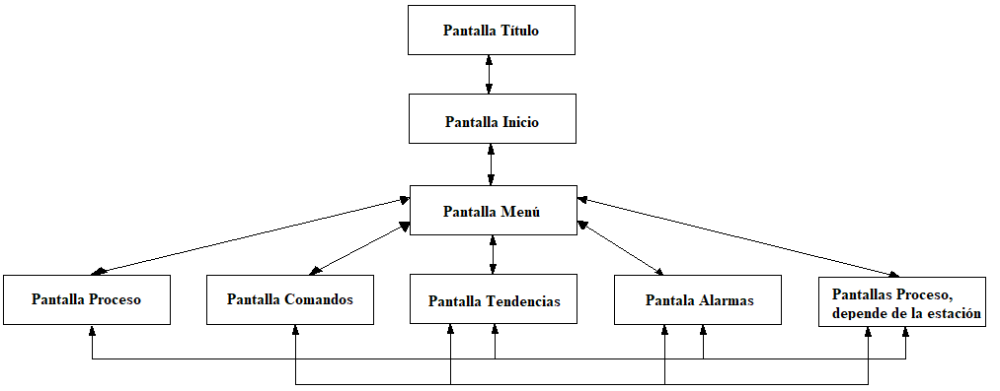 Pantalla Título
Pantalla Inicio
Pantalla Menú
Pantalla Proceso
Pantalla Comandos
Pantalla Tendencias
Pantala Alarmas
Pantallas Proceso,
depende de la estación